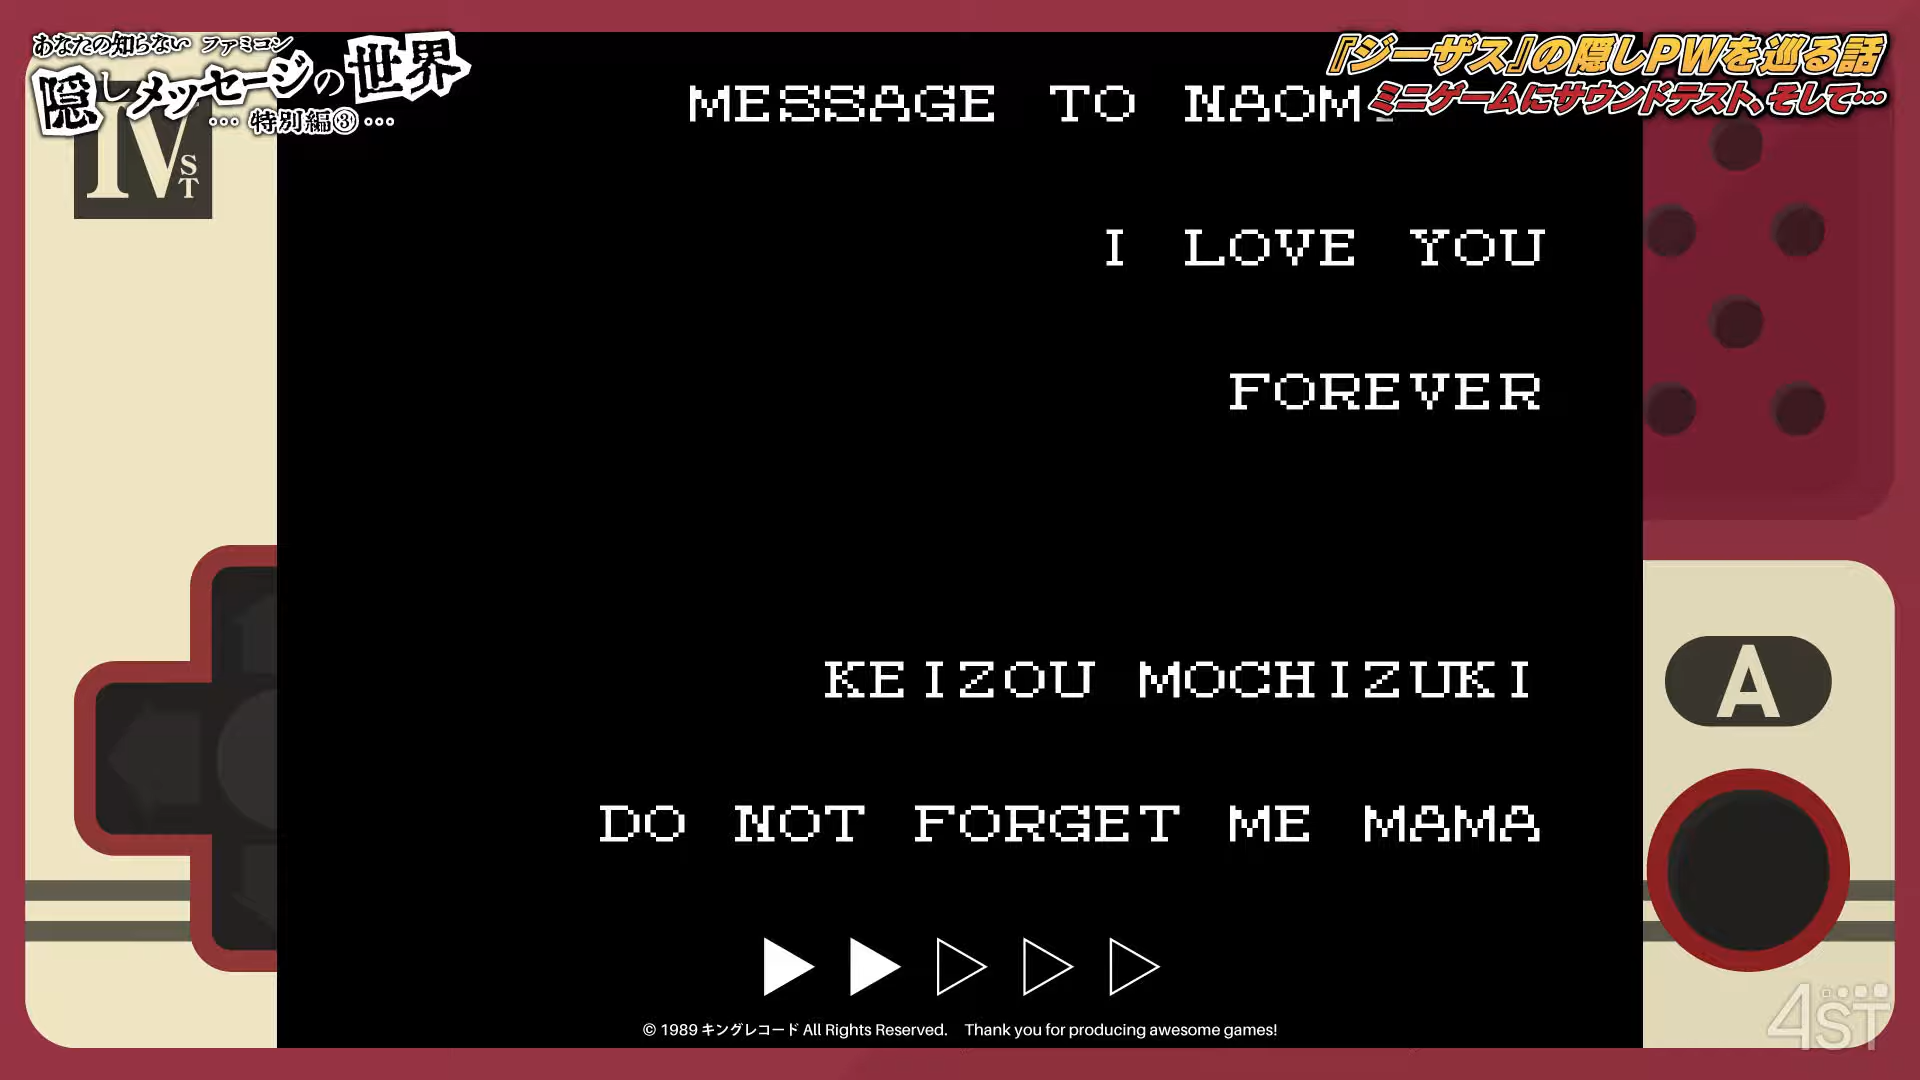 あなたの知らない ファミコン
隠しメッセージの世界
… 特別編③ …
『ジーザス』の隠しPWを巡る話
ミニゲームにサウンドテスト、そして…
IV
ST
MESSAGE TO NAOM
I LOVE YOU
FOREVER
KEIZOU MOCHIZUKI
A
DO NOT FORGET ME MAMA
© 1989 キングレコード All Rights Reserved. Thank you for producing awesome games!
4ST